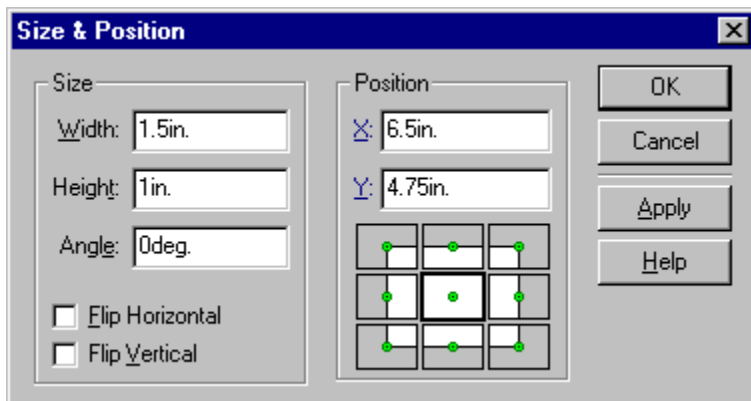 Size & Position
Size
Width: 1.5in.
Height: 1in.
Angle: 0deg.
Flip Horizontal
Flip Vertical
Position
X: 6.5in.
Y: 4.75in.
OK
Cancel
Apply
Help